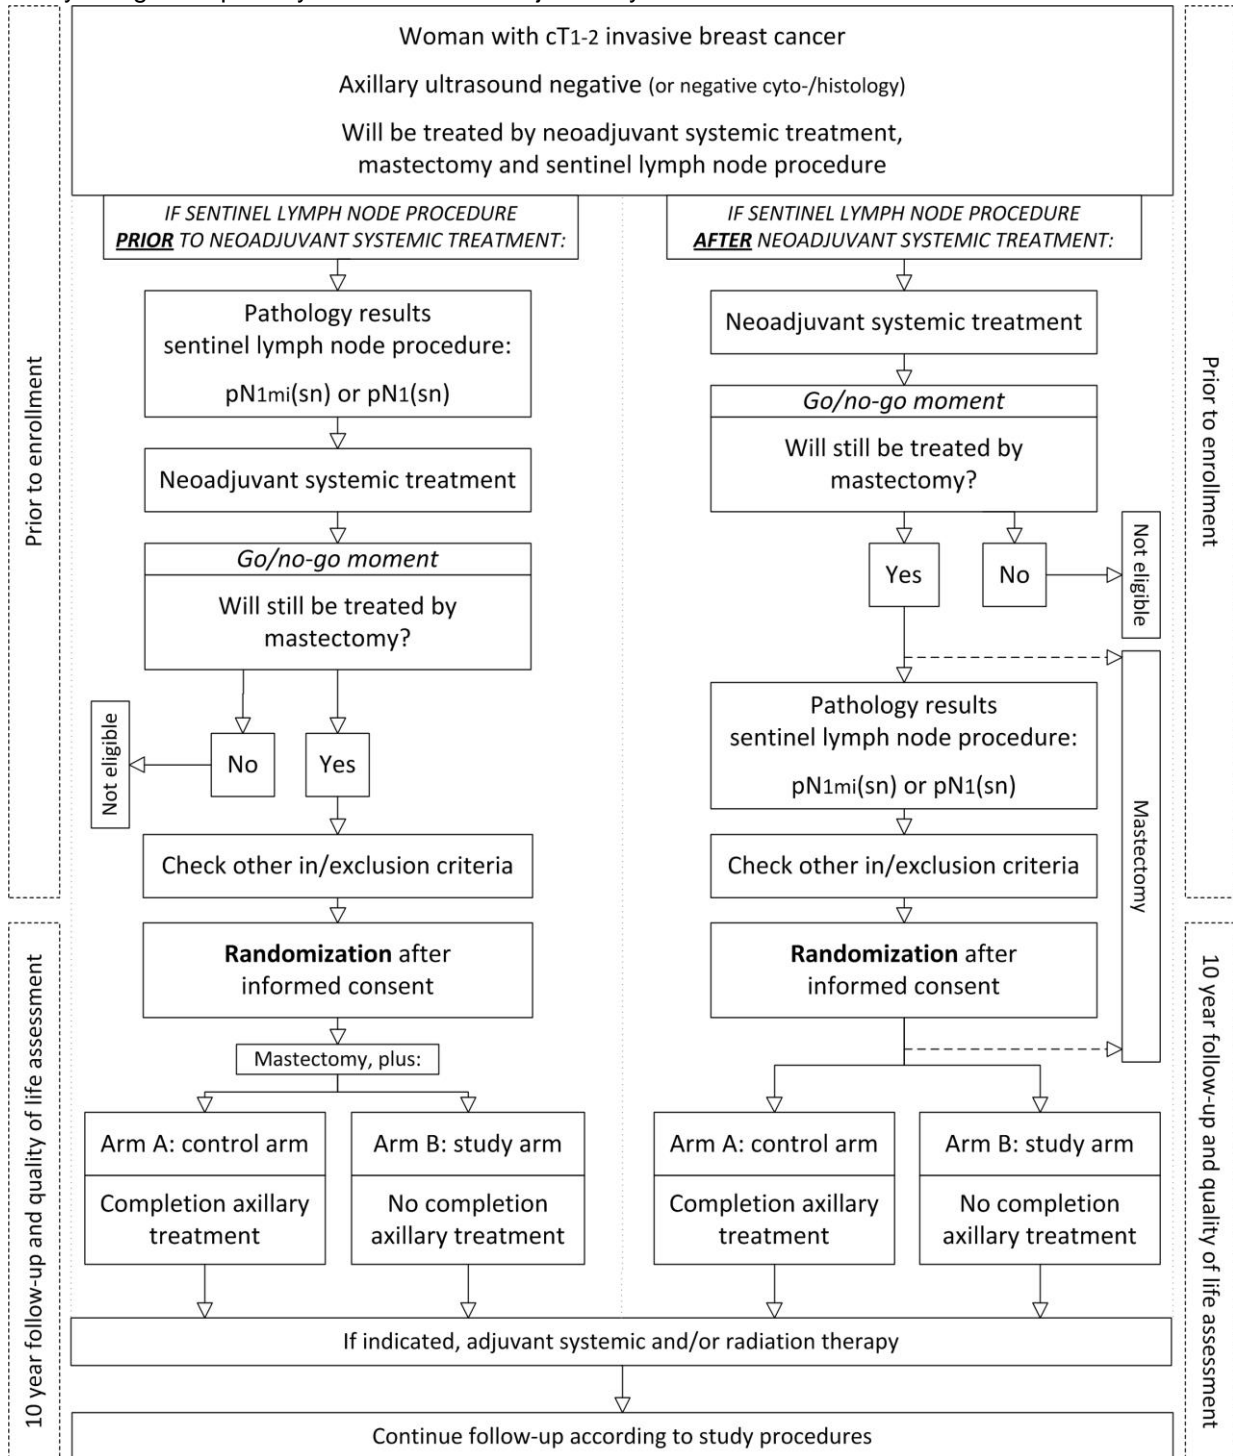 Woman with cT1-2 invasive breast cancer
Axillary ultrasound negative (or negative cyto-/histology)
Will be treated by neoadjuvant systemic treatment,
mastectomy and sentinel lymph node procedure
IF SENTINEL LYMPH NODE PROCEDURE
PRIOR TO NEOADJUVANT SYSTEMIC TREATMENT:
Pathology results
sentinel lymph node procedure:
pN1mi(sn) or pN1(sn)
Neoadjuvant systemic treatment
Go/no-go moment
Will still be treated by
mastectomy?
No
Yes
Not eligible
Check other in/exclusion criteria
Randomization after
informed consent
Mastectomy, plus:
Arm A: control arm
Completion axillary
treatment
Arm B: study arm
No completion
axillary treatment
IF SENTINEL LYMPH NODE PROCEDURE
AFTER NEOADJUVANT SYSTEMIC TREATMENT:
Neoadjuvant systemic treatment
Go/no-go moment
Will still be treated by
mastectomy?
Yes
No
Not eligible
Pathology results
sentinel lymph node procedure:
pN1mi(sn) or pN1(sn)
Mastectomy
Check other in/exclusion criteria
Randomization after
informed consent
Arm A: control arm
Completion axillary
treatment
Arm B: study arm
No completion
axillary treatment
If indicated, adjuvant systemic and/or radiation therapy
Continue follow-up according to study procedures
Prior to enrollment
10 year follow-up and quality of life assessment
Prior to enrollment
10 year follow-up and quality of life assessment